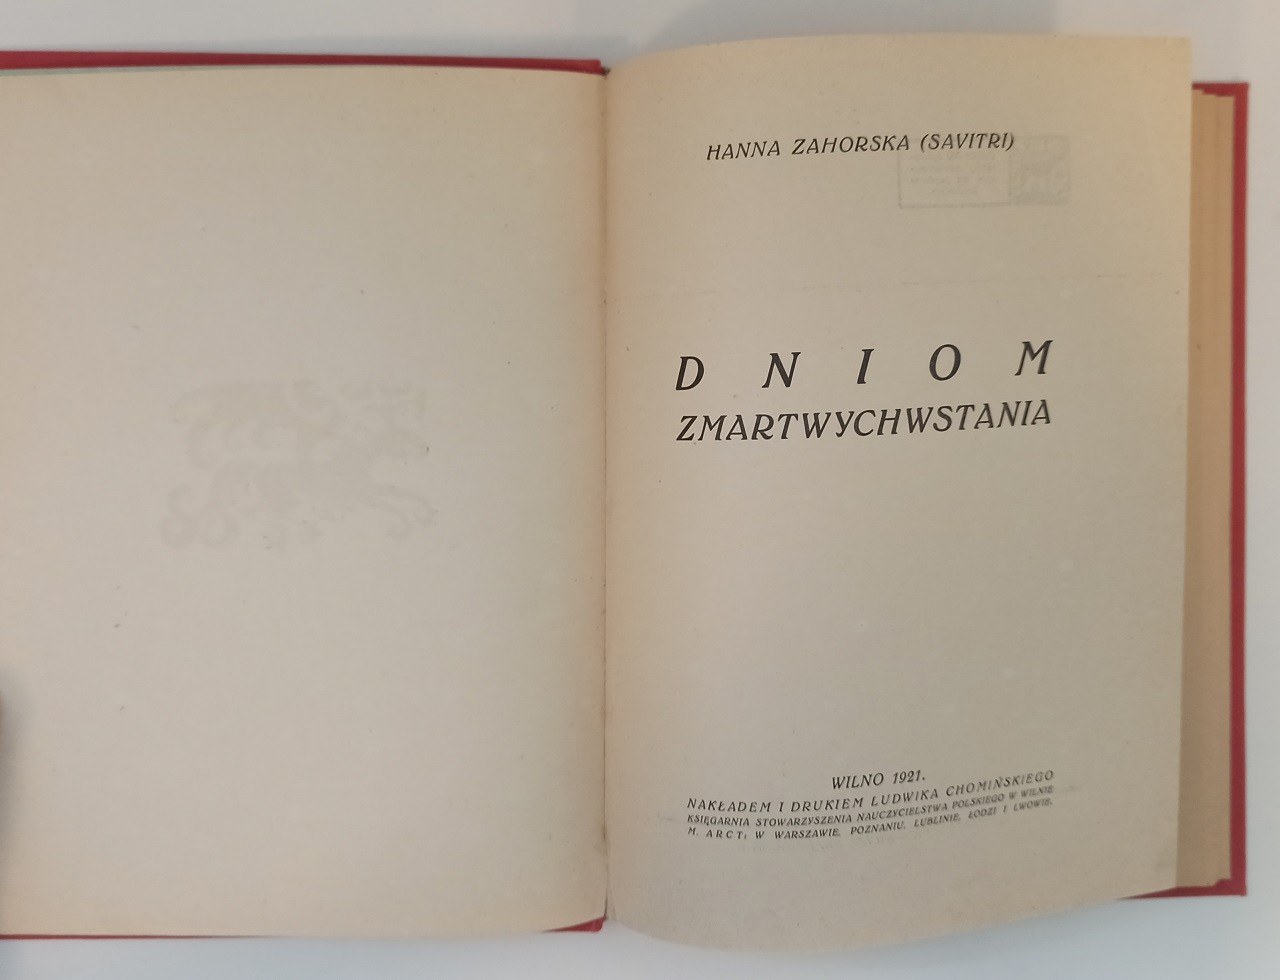 HANNA ZAHORSKA (SAVITRI)
DNIOM
ZMARTWYCHWSTANIA
WILNO 1921.
NAKŁADEM I DRUKIEM LUDWIKA CHOMIŃSKIEGO
KSIĘGARNIA STOWARZYSZENIA NAUCZYCIELSTWA POLSKIEGO W WILNIE
M. ARCT: W WARSZAWIE, POZNANIU, LUBLINIE, ŁODZI I LWOWIE.